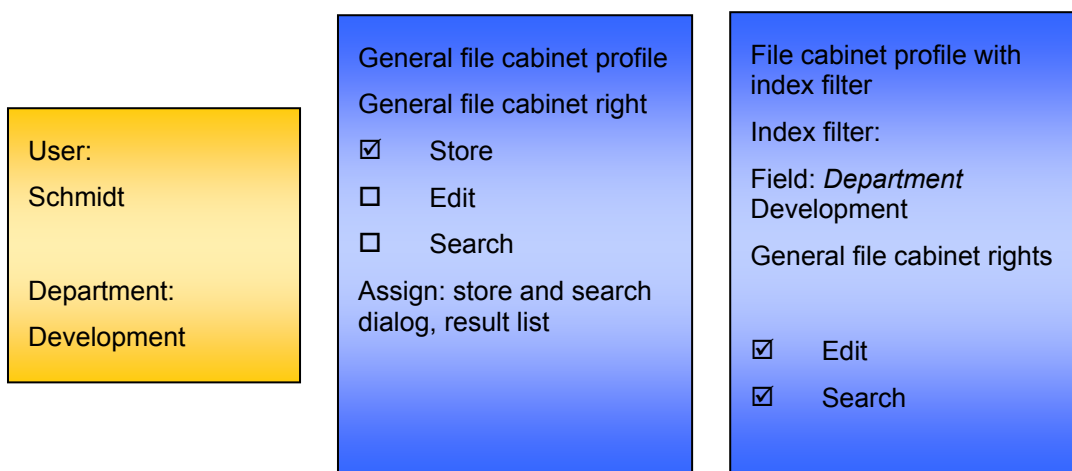 User:
Schmidt
Department:
Development
General file cabinet profile
General file cabinet right
☑ Store
☐ Edit
☐ Search
Assign: store and search
dialog, result list
File cabinet profile with
index filter
Index filter:
Field: Department
Development
General file cabinet rights
☑ Edit
☑ Search